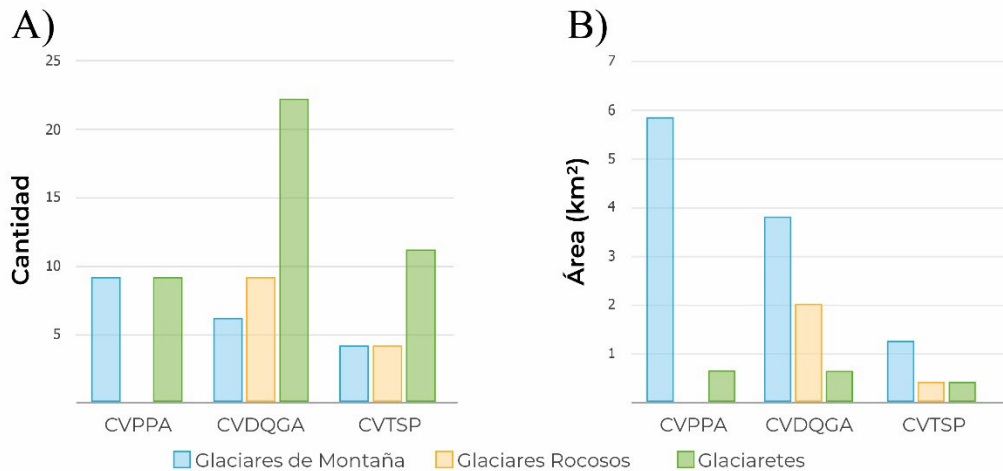 A)
25
20
15
10
5
Cantidad
CVPPA CVDQGA CVTSP
B)
7
6
5
4
3
2
1
Área (km²)
CVPPA CVDQGA CVTSP
Glaciares de Montaña Glaciares Rocosos Glaciaretes